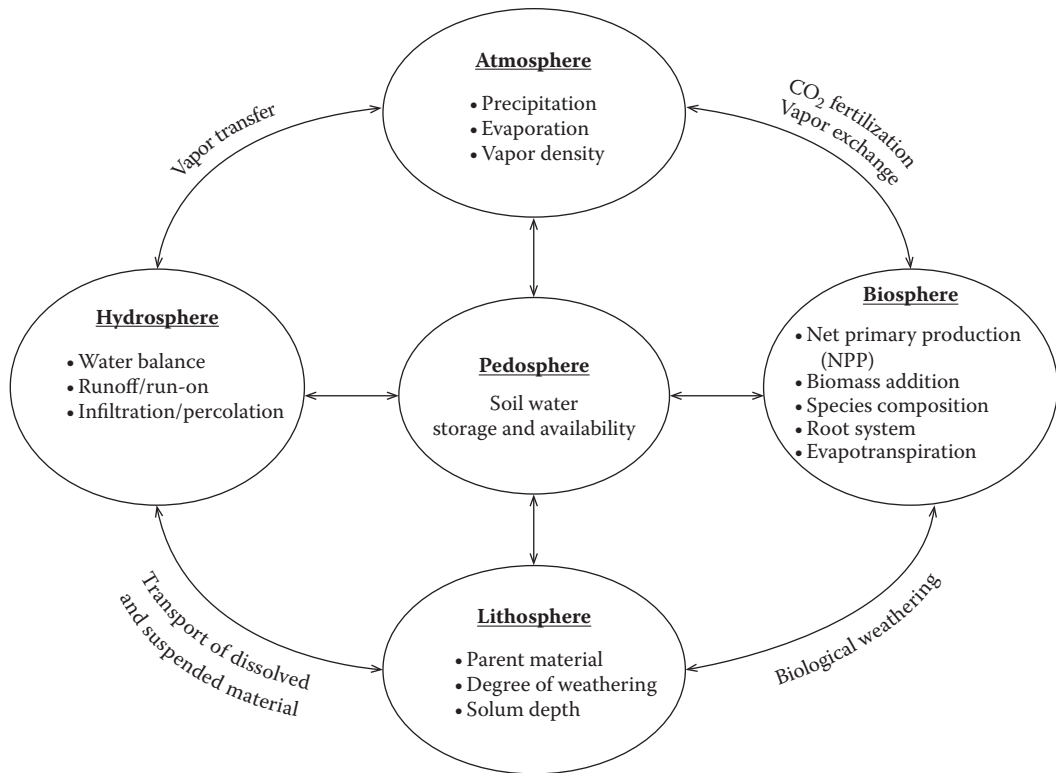 Atmosphere
• Precipitation
• Evaporation
• Vapor density
Vapor transfer
CO₂ fertilization
Vapor exchange
Hydrosphere
• Water balance
• Runoff/run-on
• Infiltration/percolation
Pedosphere
Soil water
storage and availability
Biosphere
• Net primary production
(NPP)
• Biomass addition
• Species composition
• Root system
• Evapotranspiration
Transport of dissolved
and suspended material
Lithosphere
• Parent material
• Degree of weathering
• Solum depth
Biological weathering